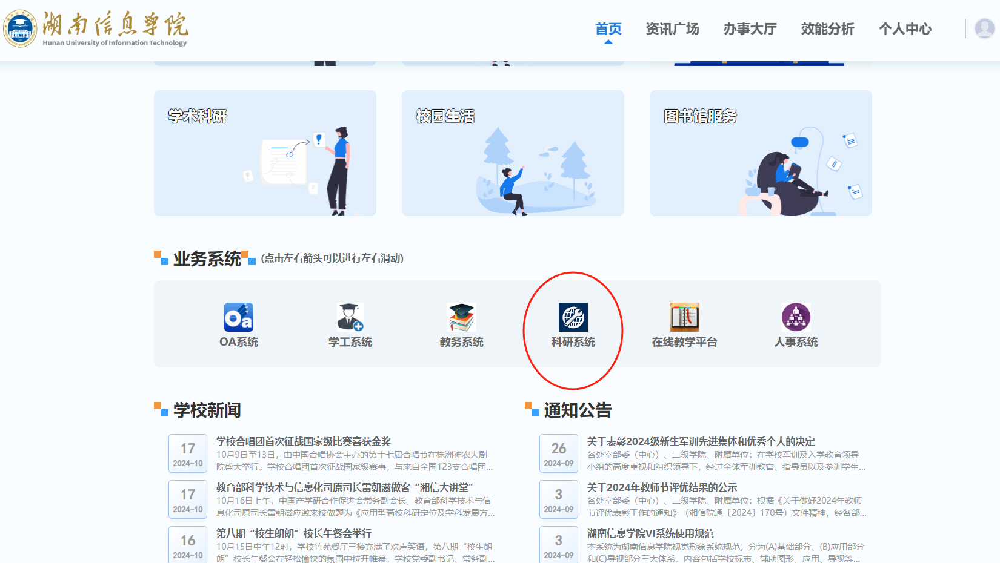 湖南信息学院
Hunan University of Information Technology
首页 资讯广场 办事大厅 效能分析 个人中心
学术科研 校园生活 图书馆服务
业务系统 (点击左右箭头可以进行左右滑动)
Oa
OA系统 学工系统 教务系统 科研系统 在线教学平台 人事系统
学校新闻
17
2024-10
学校合唱团首次征战国家级比赛喜获金奖
10月9日至13日，由中国合唱协会主办的第十七届合唱节在株洲神农大剧
院盛大举行。学校合唱团首次征战国家级赛事，与来自全国123支合唱团...
17
2024-10
教育部科学技术与信息化司原司长雷朝滋做客“湘信大讲堂”
10月16日上午，中国产学研合作促进会常务副会长、教育部科学技术与信
息化司原司长雷朝滋应邀来校做题为《应用型高校科研定位及学科发展方...
16
2024-10
第八期“校生朗朗”校长午餐会举行
10月15日中午12时，学校竹苑餐厅三楼充满了欢声笑语，第八期“校生朗
朗”校长午餐会在轻松愉快的氛围中拉开帷幕。学校党委副书记、常务副...
通知公告
26
2024-09
关于表彰2024级新生军训先进集体和优秀个人的决定
各处室部委（中心）、二级学院、附属单位：在学校军训及入学教育领导
小组的高度重视和组织领导下，经过全体军训教官、指导员以及参训学生...
3
2024-09
关于2024年教师节评优结果的公示
各处室部委（中心）、二级学院、附属单位：根据《关于做好2024年教师
节评优表彰工作的通知》（湘信院通〔2024〕170号）文件精神，经各部...
3
2024-09
湖南信息学院VI系统使用规范
本系统为湖南信息学院视觉形象系统规范，分为(A)基础部分、(B)应用部分
和(C)导视部分三大体系。内容包括学校标志、辅助图形、应用、导视等...